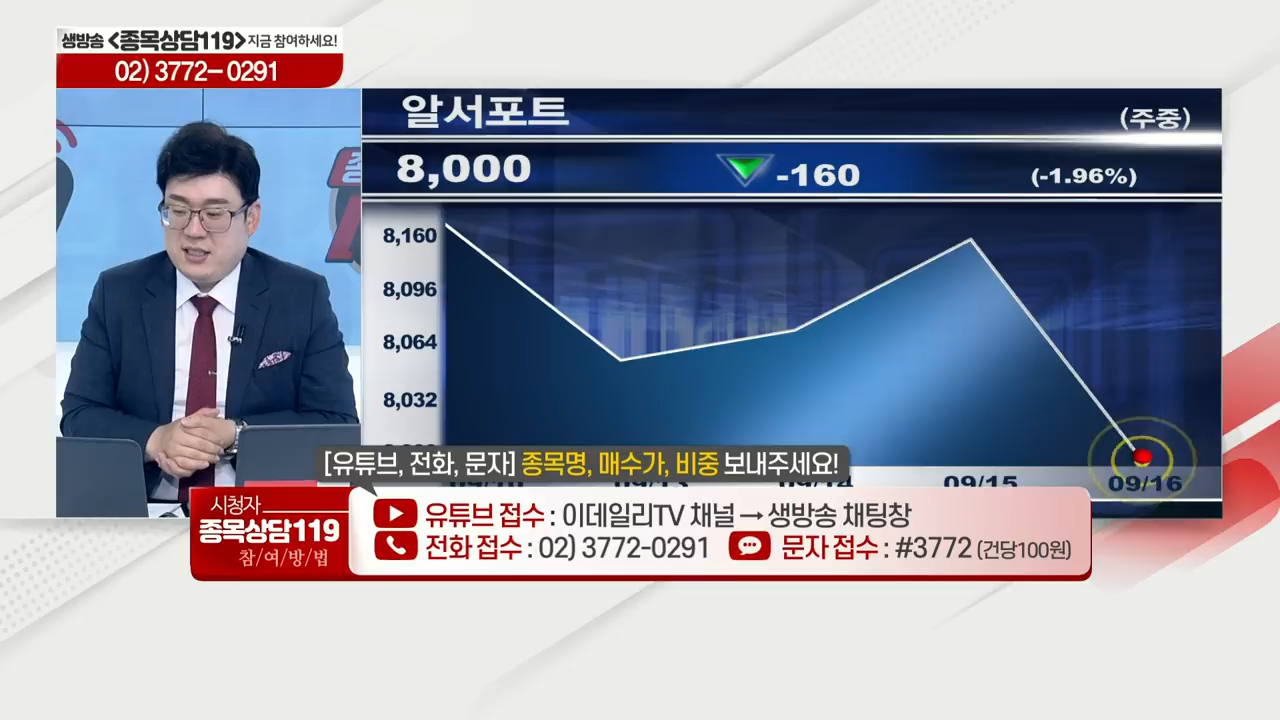 생방송 <종목상담119> 지금 참여하세요!
02) 3772-0291
알서포트
(주중)
8,000 -160 (-1.96%)
8,160
8,096
8,064
8,032
09/13 09/14 09/15 09/16
[유튜브, 전화, 문자] 종목명, 매수가, 비중 보내주세요!
시청자
종목상담119
참/여/방/법
유튜브 접수 : 이데일리TV 채널 → 생방송 채팅창
전화 접수 : 02) 3772-0291 문자 접수 : #3772 (건당100원)